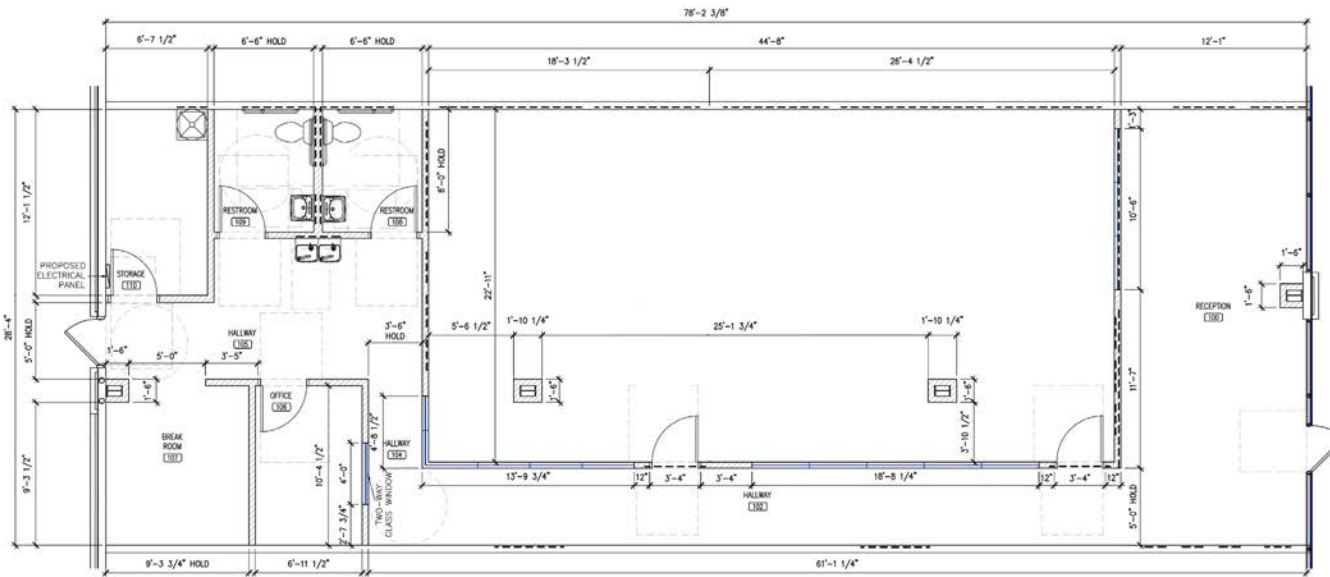 78'-2 3/8"
6'-7 1/2"
6'-6" HOLD
6'-6" HOLD
44'-8"
12'-1"
18'-3 1/2"
26'-4 1/2"
1'-3"
8'-0" HOLD
12'-1 1/2"
10'-6"
RESTROOM
109
RESTROOM
108
PROPOSED
ELECTRICAL
PANEL
STORAGE
110
1'-6"
1'-6"
22'-11"
RECEPTION
100
28'-4"
5'-0" HOLD
HALLWAY
105
3'-6"
HOLD
5'-6 1/2"
1'-10 1/4"
25'-1 3/4"
1'-10 1/4"
1'-6"
5'-0"
3'-5"
1'-6"
1'-6"
1'-6"
11'-7"
OFFICE
106
4'-8 1/2"
3'-10 1/2"
BREAK
ROOM
107
HALLWAY
104
9'-3 1/2"
10'-4 1/2"
4'-0"
TWO-WAY
GLASS WINDOW
13'-9 3/4"
12"
3'-4"
3'-4"
18'-8 1/4"
12"
3'-4"
12"
HALLWAY
102
5'-0" HOLD
2'-7 3/4"
9'-3 3/4" HOLD
6'-11 1/2"
61'-1 1/4"